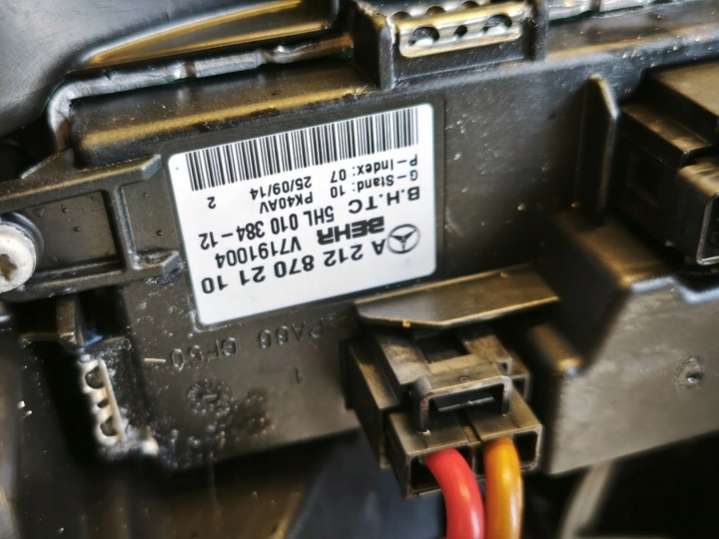 A 212 870 21 10
BEHR V7191004
B.H.TC 5HL 010 384-12
G-Stand: 10 PK40AV
P-Index: 07 25/09/14 2
1